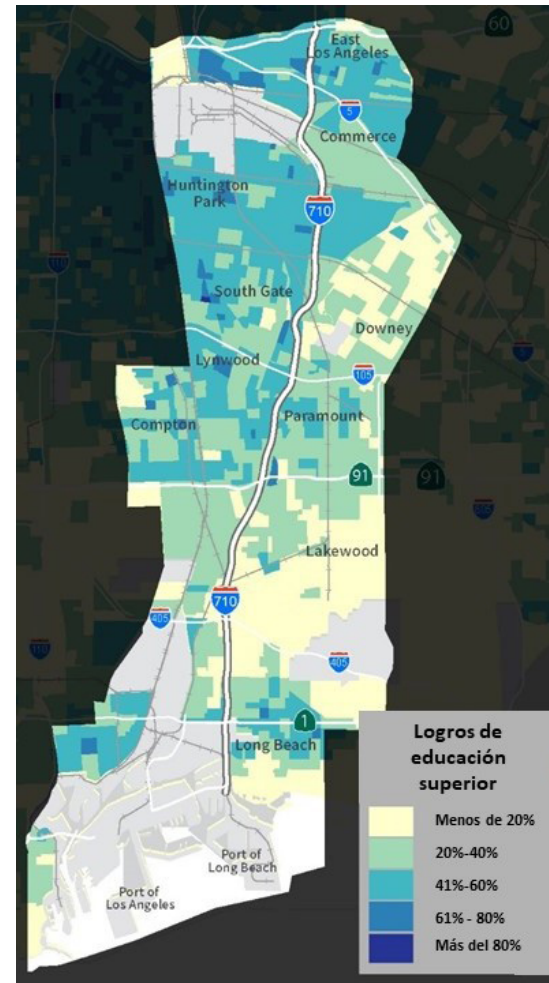 60
East
Los Angeles
5
Commerce
Huntington
Park
710
110
South Gate
Downey
5
Lynwood
105
Compton
Paramount
91
91
605
Lakewood
710
405
110
405
1
Long Beach
Port of
Long Beach
Port of
Los Angeles
Logros de
educación
superior
Menos de 20%
20%-40%
41%-60%
61% - 80%
Más del 80%